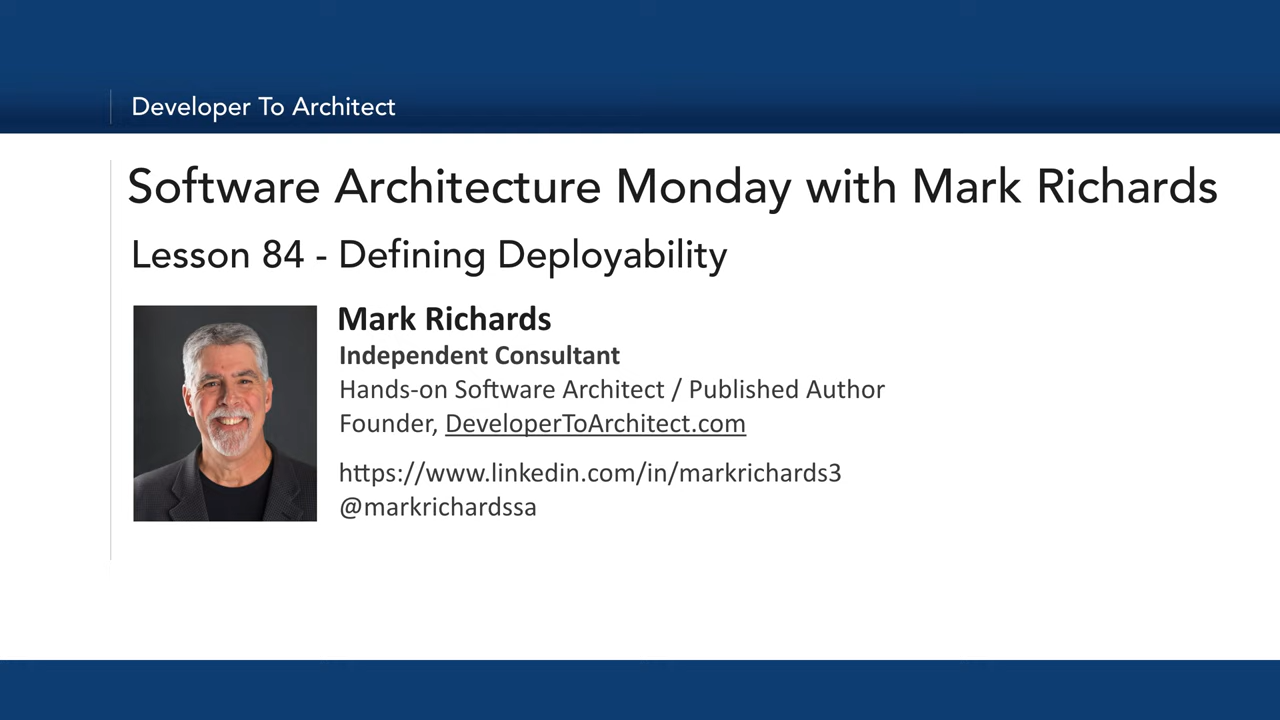 Developer To Architect
Software Architecture Monday with Mark Richards
Lesson 84 - Defining Deployability
Mark Richards
Independent Consultant
Hands-on Software Architect / Published Author
Founder, DeveloperToArchitect.com
https://www.linkedin.com/in/markrichards3
@markrichardssa